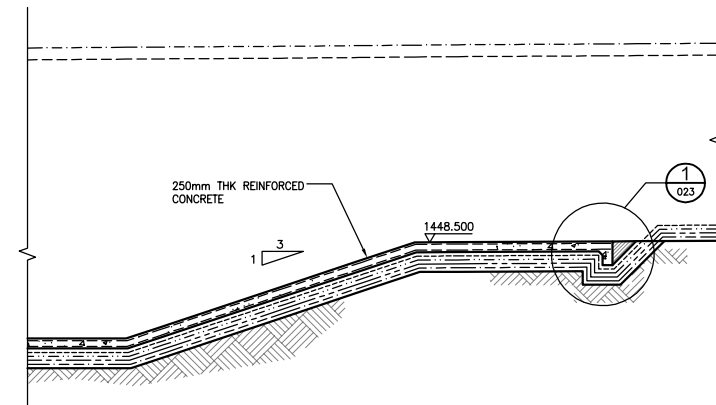 250mm THK REINFORCED
CONCRETE
1448.500
1
3
1
023